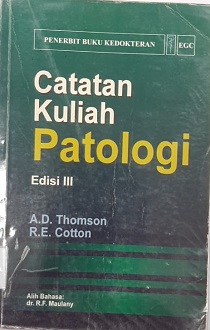 PENERBIT BUKU KEDOKTERAN EGC
Catatan
Kuliah
Patologi
Edisi III
A.D. Thomson
R.E. Cotton
Alih Bahasa:
dr. R.F. Maulany